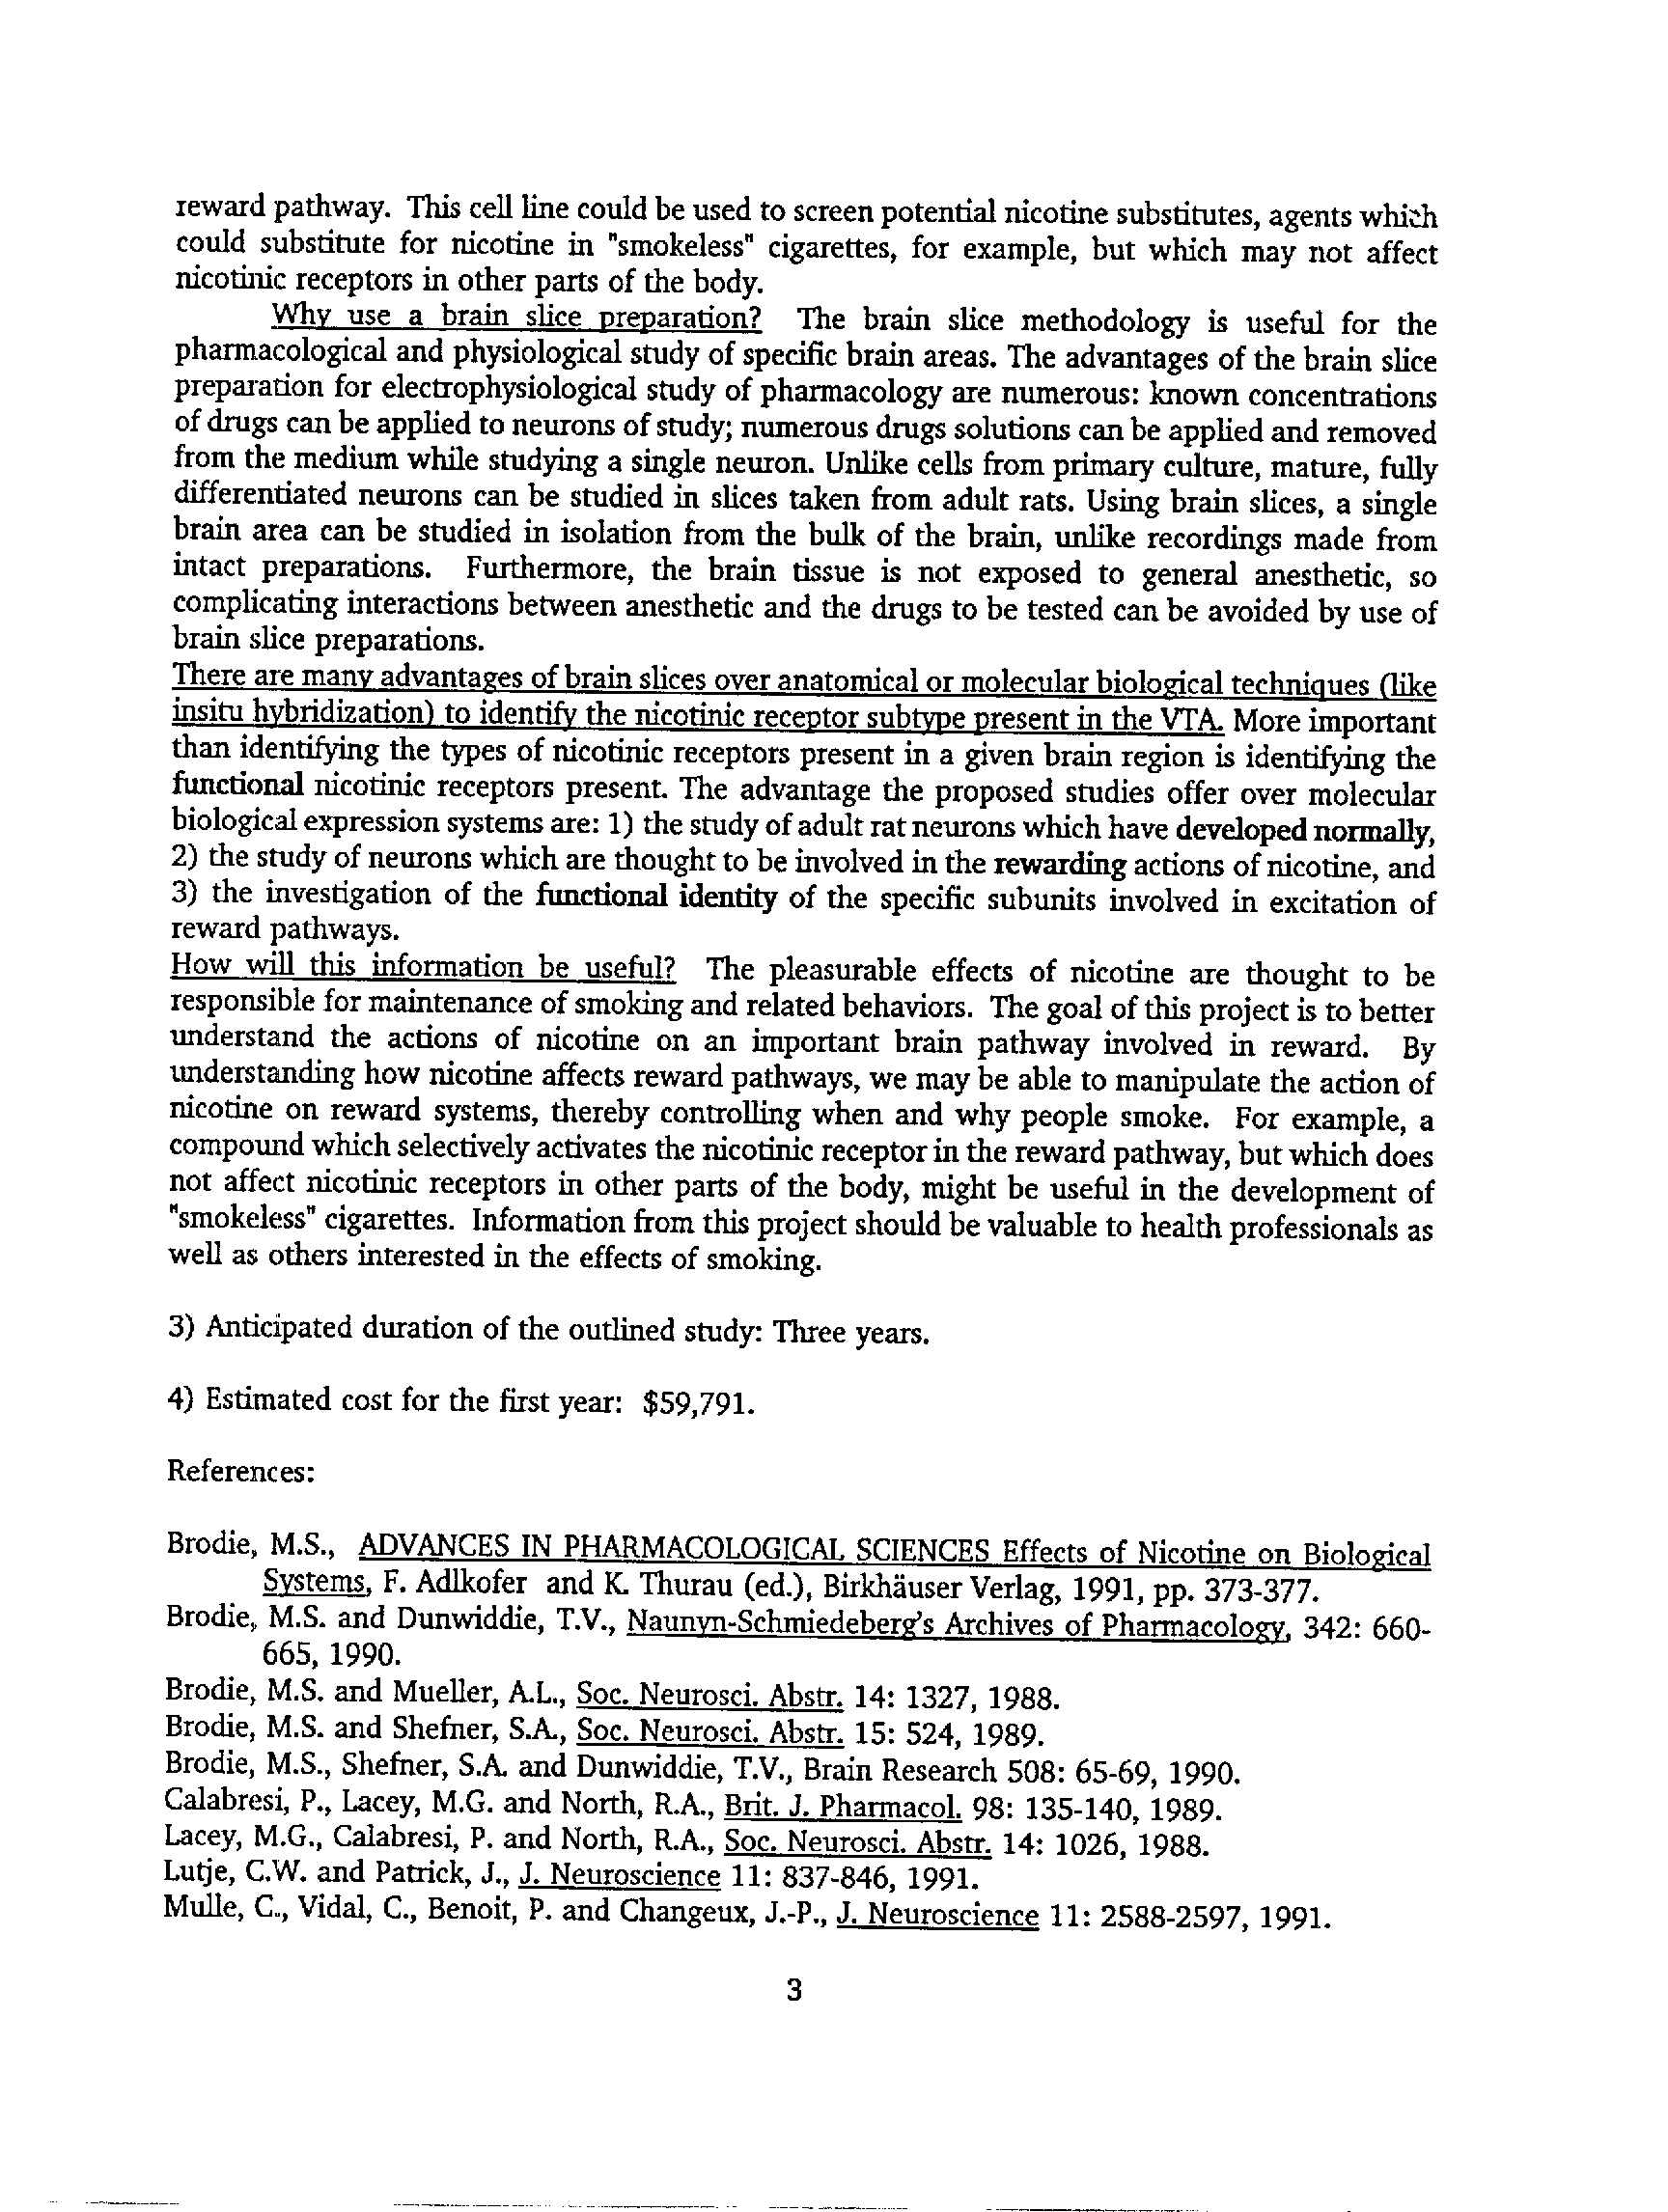 reward pathway. This cell line could be used to screen potential nicotine substitutes, agents which
could substitute for nicotine in "smokeless" cigarettes, for example, but which may not affect
nicotinic receptors in other parts of the body.
Why use a brain slice preparation? The brain slice methodology is useful for the
pharmacological and physiological study of specific brain areas. The advantages of the brain slice
preparation for electrophysiological study of pharmacology are numerous: known concentrations
of drugs can be applied to neurons of study; numerous drugs solutions can be applied and removed
from the medium while studying a single neuron. Unlike cells from primary culture, mature, fully
differentiated neurons can be studied in slices taken from adult rats. Using brain slices, a single
brain area can be studied in isolation from the bulk of the brain, unlike recordings made from
intact preparations. Furthermore, the brain tissue is not exposed to general anesthetic, so
complicating interactions between anesthetic and the drugs to be tested can be avoided by use of
brain slice preparations.
There are many advantages of brain slices over anatomical or molecular biological techniques (like
insitu hybridization) to identify the nicotinic receptor subtype present in the VTA. More important
than identifying the types of nicotinic receptors present in a given brain region is identifying the
functional nicotinic receptors present. The advantage the proposed studies offer over molecular
biological expression systems are: 1) the study of adult rat neurons which have developed normally,
2) the study of neurons which are thought to be involved in the rewarding actions of nicotine, and
3) the investigation of the functional identity of the specific subunits involved in excitation of
reward pathways.
How will this information be useful? The pleasurable effects of nicotine are thought to be
responsible for maintenance of smoking and related behaviors. The goal of this project is to better
understand the actions of nicotine on an important brain pathway involved in reward. By
understanding how nicotine affects reward pathways, we may be able to manipulate the action of
nicotine on reward systems, thereby controlling when and why people smoke. For example, a
compound which selectively activates the nicotinic receptor in the reward pathway, but which does
not affect nicotinic receptors in other parts of the body, might be useful in the development of
"smokeless" cigarettes. Information from this project should be valuable to health professionals as
well as others interested in the effects of smoking.
3) Anticipated duration of the outlined study: Three years.
4) Estimated cost for the first year: $59,791.
References:
Brodie, M.S., ADVANCES IN PHARMACOLOGICAL SCIENCES Effects of Nicotine on Biological
Systems, F. Adlkofer and K. Thurau (ed.), Birkhäuser Verlag, 1991, pp. 373-377.
Brodie, M.S. and Dunwiddie, T.V., Naunyn-Schmiedeberg's Archives of Pharmacology, 342: 660-
665, 1990.
Brodie, M.S. and Mueller, A.L., Soc. Neurosci. Abstr. 14: 1327, 1988.
Brodie, M.S. and Shefner, S.A., Soc. Neurosci. Abstr. 15: 524, 1989.
Brodie, M.S., Shefner, S.A. and Dunwiddie, T.V., Brain Research 508: 65-69, 1990.
Calabresi, P., Lacey, M.G. and North, R.A., Brit. J. Pharmacol. 98: 135-140, 1989.
Lacey, M.G., Calabresi, P. and North, R.A., Soc. Neurosci. Abstr. 14: 1026, 1988.
Lutje, C.W. and Patrick, J., J. Neuroscience 11: 837-846, 1991.
Mulle, C., Vidal, C., Benoit, P. and Changeux, J.-P., J. Neuroscience 11: 2588-2597, 1991.
3